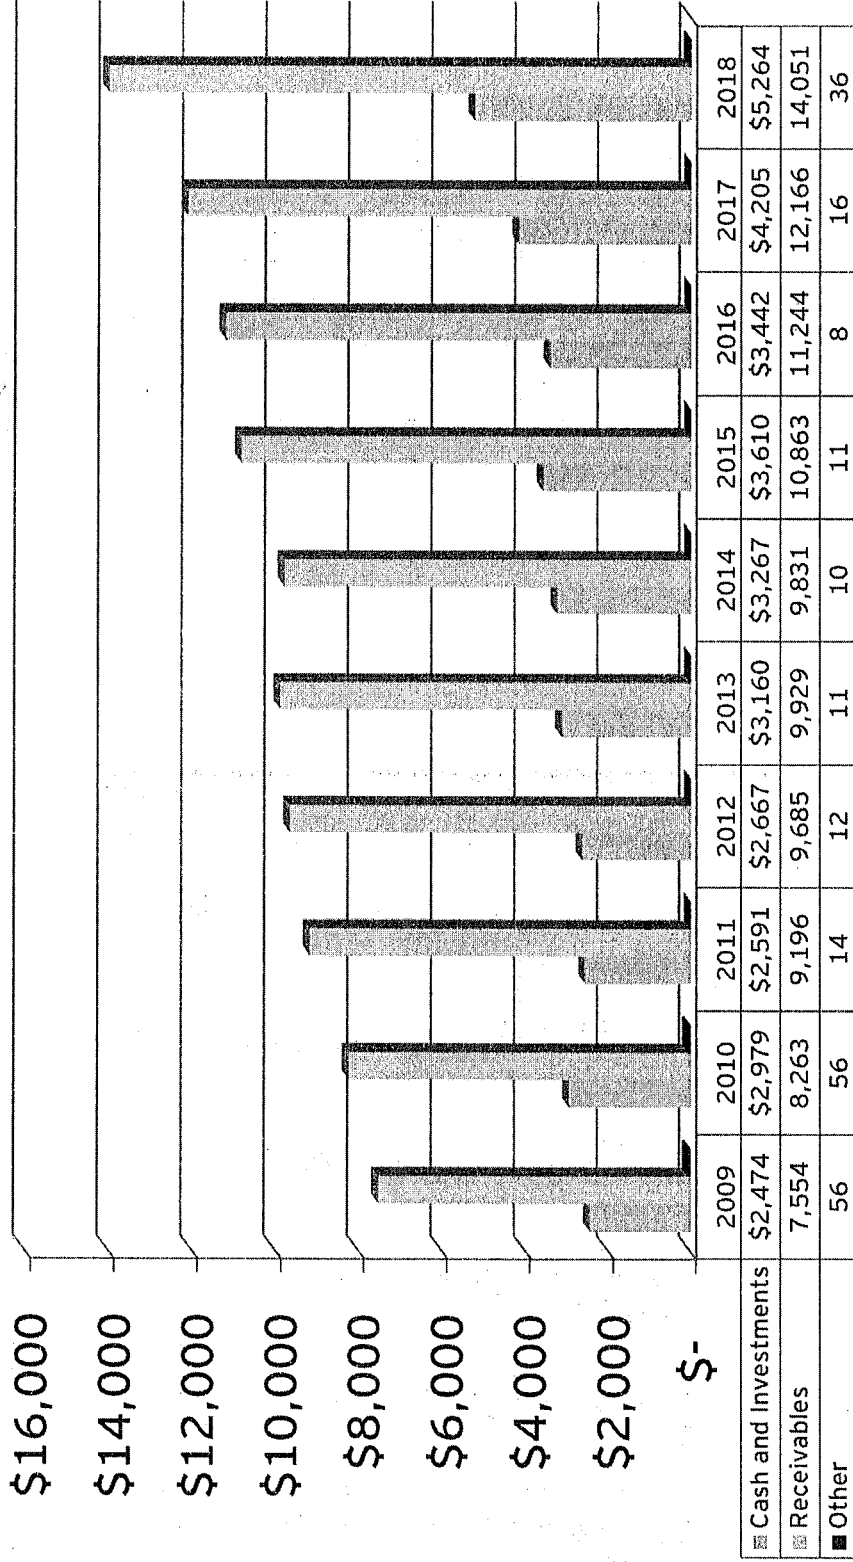 $16,000
$14,000
$12,000
$10,000
$8,000
$6,000
$4,000
$2,000
$-
2009 2010 2011 2012 2013 2014 2015 2016 2017 2018
Cash and Investments $2,474 $2,979 $2,591 $2,667 $3,160 $3,267 $3,610 $3,442 $4,205 $5,264
Receivables 7,554 8,263 9,196 9,685 9,929 9,831 10,863 11,244 12,166 14,051
Other 56 56 14 12 11 10 11 8 16 36